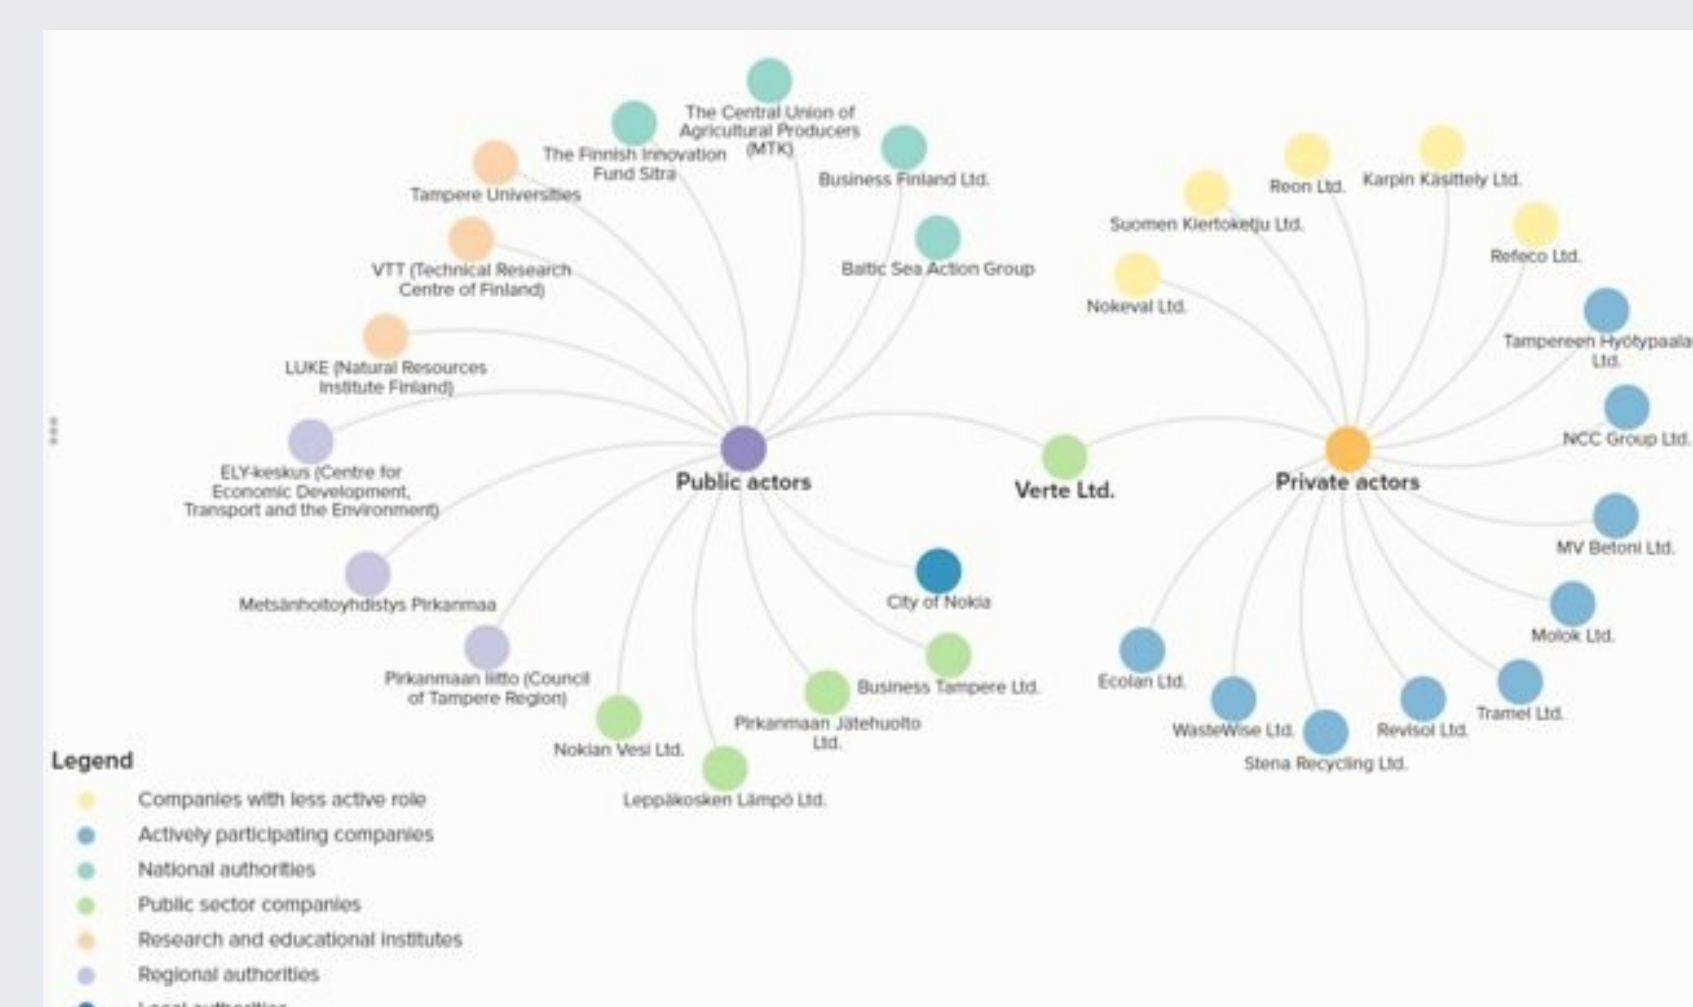 The Central Union of
Agricultural Producers
(MTK)
The Finnish Innovation
Fund Sitra
Tampere Universities
Business Finland Ltd.
VTT (Technical Research
Centre of Finland)
Baltic Sea Action Group
LUKE (Natural Resources
Institute Finland)
ELY-keskus (Centre for
Economic Development,
Transport and the Environment)
Public actors
Metsänhoitoyhdistys Pirkanmaa
City of Nokia
Pirkanmaan liitto (Council
of Tampere Region)
Business Tampere Ltd.
Pirkanmaan Jätehuolto
Ltd.
Nokian Vesi Ltd.
Leppäkosken Lämpö Ltd.
Verte Ltd.
Reon Ltd.
Karpin Käsittely Ltd.
Suomen Kiertoketju Ltd.
Refeco Ltd.
Nokeval Ltd.
Tampereen Hyötypaala
Ltd.
NCC Group Ltd.
Private actors
MV Betoni Ltd.
Molok Ltd.
Ecolan Ltd.
Tramel Ltd.
WasteWise Ltd.
Revisol Ltd.
Stena Recycling Ltd.
Legend
Companies with less active role
Actively participating companies
National authorities
Public sector companies
Research and educational institutes
Regional authorities
Local authorities